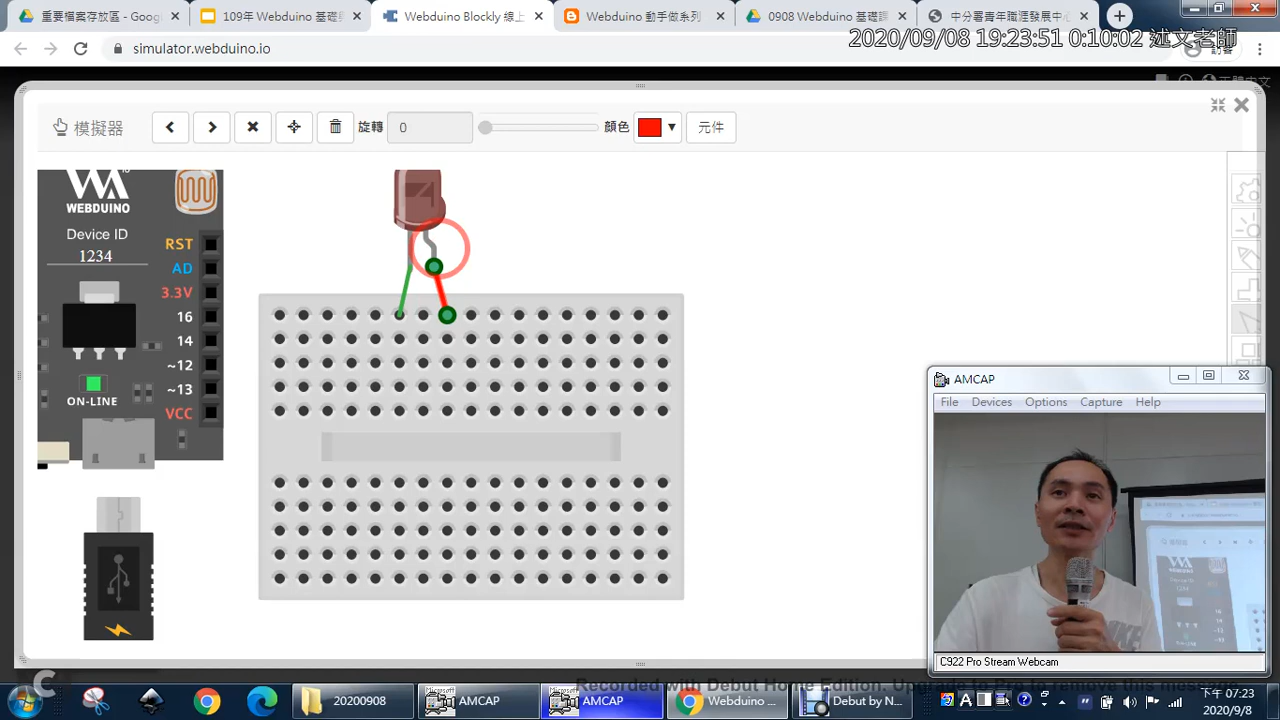 重要檔案存放區 - Goog
109年 Webduino 基礎
Webduino Blockly 線上
Webduino 動手做系列
0908 Webduino 基礎
中分署青年職涯發展中心
simulator.webduino.io
2020/09/08 19:23:51 0:10:02 述文老師
模擬器
旋轉
0
顏色
元件
WEBDUINO
Device ID
1234
RST
AD
3.3V
16
14
~12
~13
VCC
ON-LINE
AMCAP
File Devices Options Capture Help
C922 Pro Stream Webcam
Recorded with Debut Home Edition. Upgrade to Pro to remove this message
20200908
AMCAP
AMCAP
Webduino ...
Debut by N...
下午 07:23
2020/9/8